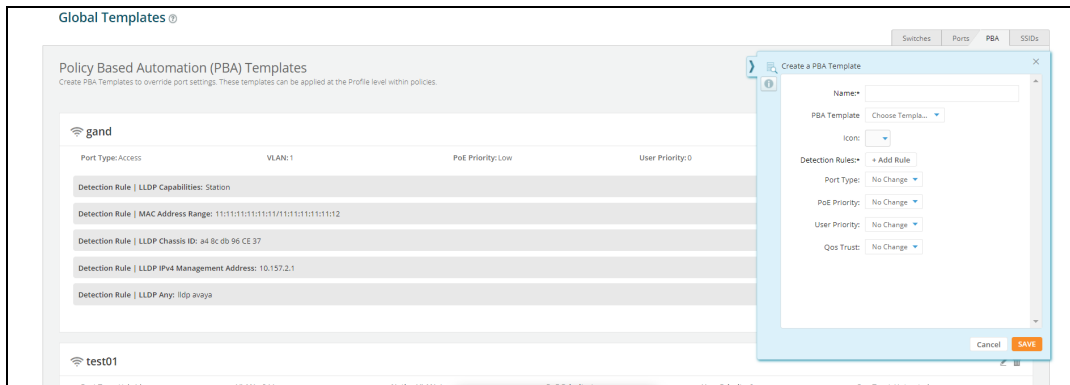 Global Templates
Switches Ports PBA SSIDs
Policy Based Automation (PBA) Templates
Create PBA Templates to override port settings. These templates can be applied at the Profile level within policies.
gand
Port Type: Access VLAN: 1 PoE Priority: Low User Priority: 0
Detection Rule | LLDP Capabilities: Station
Detection Rule | MAC Address Range: 11:11:11:11:11:11/11:11:11:11:11:12
Detection Rule | LLDP Chassis ID: a4 8c db 96 CE 37
Detection Rule | LLDP IPv4 Management Address: 10.157.2.1
Detection Rule | LLDP Any: lldp avaya
test01
Create a PBA Template
Name:*
PBA Template Choose Templa...
Icon:
Detection Rules:* + Add Rule
Port Type: No Change
PoE Priority: No Change
User Priority: No Change
Qos Trust: No Change
Cancel SAVE